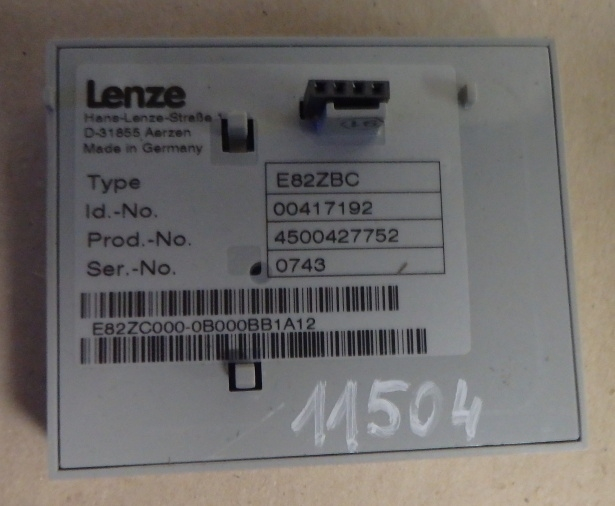 Lenze
Hans-Lenze-Straße
D-31855 Aerzen
Made in Germany
Type E82ZBC
Id.-No. 00417192
Prod.-No. 4500427752
Ser.-No. 0743
E82ZC000-0B000BB1A12
11504